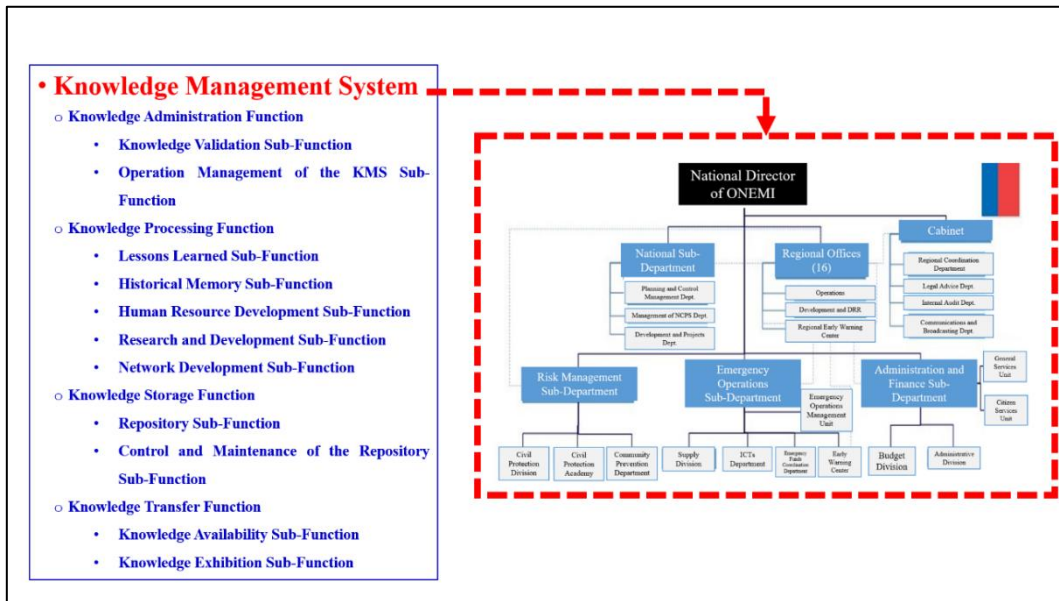 • Knowledge Management System
o Knowledge Administration Function
• Knowledge Validation Sub-Function
• Operation Management of the KMS Sub-
Function
o Knowledge Processing Function
• Lessons Learned Sub-Function
• Historical Memory Sub-Function
• Human Resource Development Sub-Function
• Research and Development Sub-Function
• Network Development Sub-Function
o Knowledge Storage Function
• Repository Sub-Function
• Control and Maintenance of the Repository
Sub-Function
o Knowledge Transfer Function
• Knowledge Availability Sub-Function
• Knowledge Exhibition Sub-Function
National Director
of ONEMI
National Sub-
Department
Planning and Control
Management Dept.
Management of NCPS Dept.
Development and Projects
Dept.
Regional Offices
(16)
Operations
Development and DRR
Regional Early Warning
Center
Cabinet
Regional Coordination
Department
Legal Advice Dept.
Internal Audit Dept.
Communications and
Broadcasting Dept.
Risk Management
Sub-Department
Civil
Protection
Division
Civil
Protection
Academy
Community
Prevention
Department
Emergency
Operations
Sub-Department
Emergency
Operations
Management
Unit
Supply
Division
ICTs
Department
Emergency
Funds
Coordination
Department
Early
Warning
Center
Administration and
Finance Sub-
Department
General
Services
Unit
Citizen
Services
Unit
Budget
Division
Administrative
Division